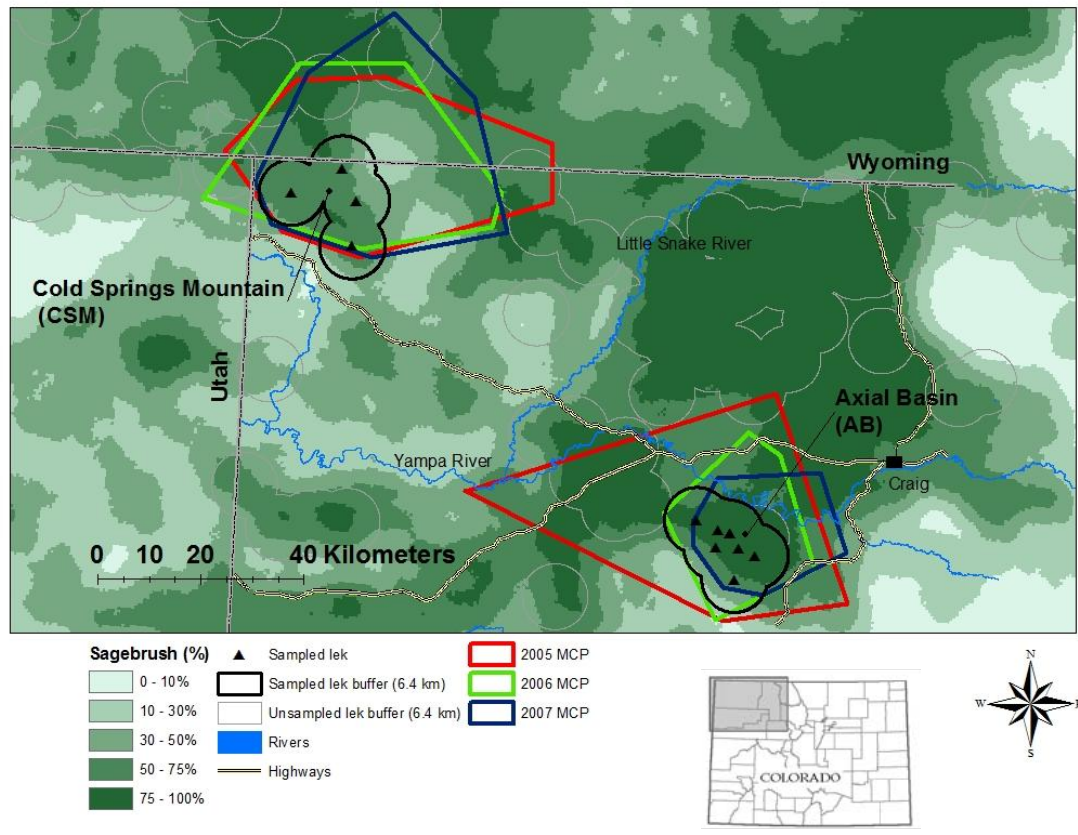 Wyoming
Little Snake River
Cold Springs Mountain
(CSM)
Utah
Axial Basin
(AB)
Yampa River
Craig
0 10 20 40 Kilometers
Sagebrush (%)
0 - 10%
10 - 30%
30 - 50%
50 - 75%
75 - 100%
Sampled lek
Sampled lek buffer (6.4 km)
Unsampled lek buffer (6.4 km)
Rivers
Highways
2005 MCP
2006 MCP
2007 MCP
COLORADO
N
W
E
S